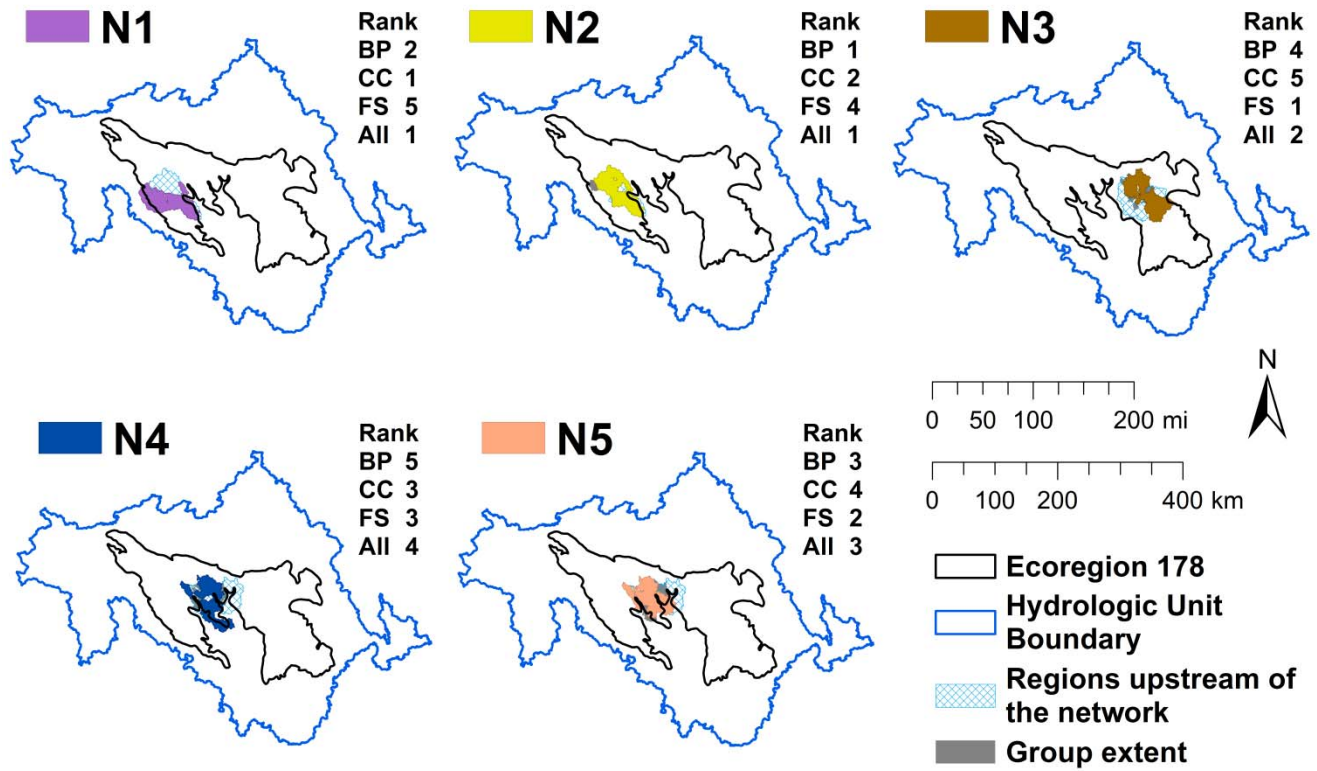 N1
Rank
BP 2
CC 1
FS 5
All 1
N2
Rank
BP 1
CC 2
FS 4
All 1
N3
Rank
BP 4
CC 5
FS 1
All 2
N4
Rank
BP 5
CC 3
FS 3
All 4
N5
Rank
BP 3
CC 4
FS 2
All 3
0 50 100 200 mi
0 100 200 400 km
N
Ecoregion 178
Hydrologic Unit
Boundary
Regions upstream of
the network
Group extent